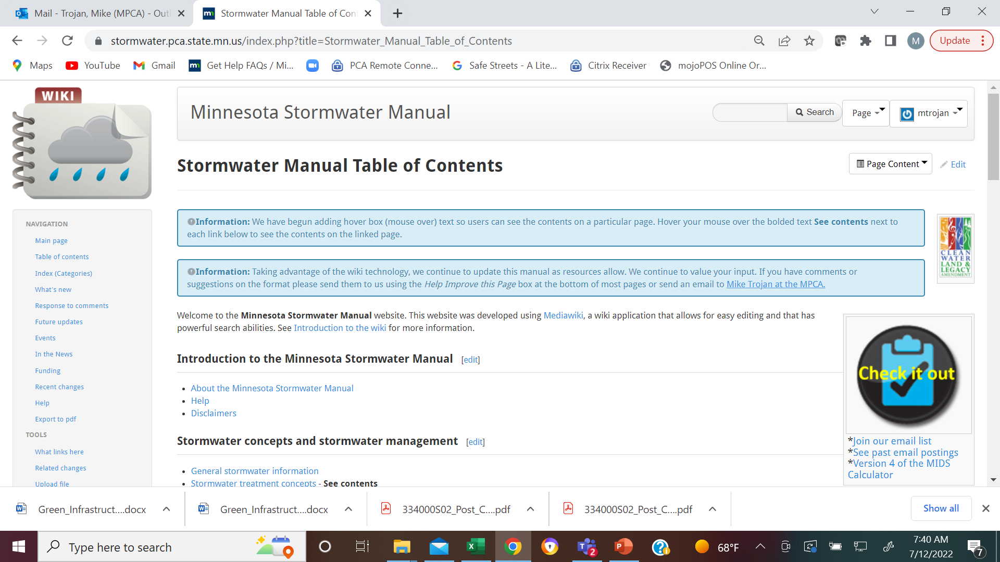 Mail - Trojan, Mike (MPCA) - Out
Stormwater Manual Table of Con
stormwater.pca.state.mn.us/index.php?title=Stormwater_Manual_Table_of_Contents
M
Update
Maps
YouTube
Gmail
Get Help FAQs / Mi...
PCA Remote Conne...
Safe Streets - A Lite...
Citrix Receiver
mojoPOS Online Or...
WIKI
Minnesota Stormwater Manual
Search
Page
mtrojan
Stormwater Manual Table of Contents
Page Content
Edit
NAVIGATION
Main page
Table of contents
Index (Categories)
What's new
Response to comments
Future updates
Events
In the News
Funding
Recent changes
Help
Export to pdf
TOOLS
What links here
Related changes
Upload file
Information: We have begun adding hover box (mouse over) text so users can see the contents on a particular page. Hover your mouse over the bolded text See contents next to
each link below to see the contents on the linked page.
Information: Taking advantage of the wiki technology, we continue to update this manual as resources allow. We continue to value your input. If you have comments or
suggestions on the format please send them to us using the Help Improve this Page box at the bottom of most pages or send an email to Mike Trojan at the MPCA.
CLEAN
WATER
LAND &
LEGACY
AMENDMENT
Welcome to the Minnesota Stormwater Manual website. This website was developed using Mediawiki, a wiki application that allows for easy editing and that has
powerful search abilities. See Introduction to the wiki for more information.
Introduction to the Minnesota Stormwater Manual [edit]
• About the Minnesota Stormwater Manual
• Help
• Disclaimers
Stormwater concepts and stormwater management [edit]
• General stormwater information
• Stormwater treatment concepts - See contents
Check it out
*Join our email list
*See past email postings
*Version 4 of the MIDS
Calculator
Green_Infrastruct....docx
Green_Infrastruct....docx
334000S02_Post_C....pdf
334000S02_Post_C....pdf
Show all
Type here to search
2
68°F
7:40 AM
7/12/2022
7